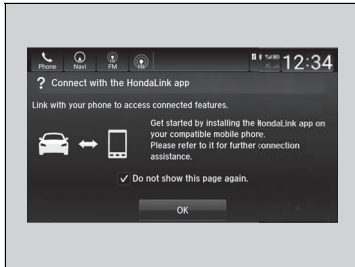 Phone Navi FM
12:34
? Connect with the HondaLink app
Link with your phone to access connected features.
Get started by installing the HondaLink app on
your compatible mobile phone.
Please refer to it for further connection
assistance.
Do not show this page again.
OK